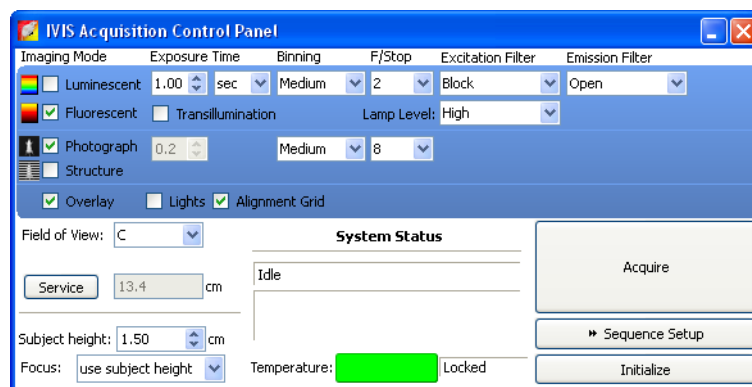 IVIS Acquisition Control Panel
Imaging Mode Exposure Time Binning F/Stop Excitation Filter Emission Filter
Luminescent 1.00 sec Medium 2 Block Open
Fluorescent Transillumination Lamp Level: High
Photograph 0.2 Medium 8
Structure
Overlay Lights Alignment Grid
Field of View: C System Status
Acquire
Idle
Service 13.4 cm
Sequence Setup
Subject height: 1.50 cm
Focus: use subject height Temperature: Locked Initialize